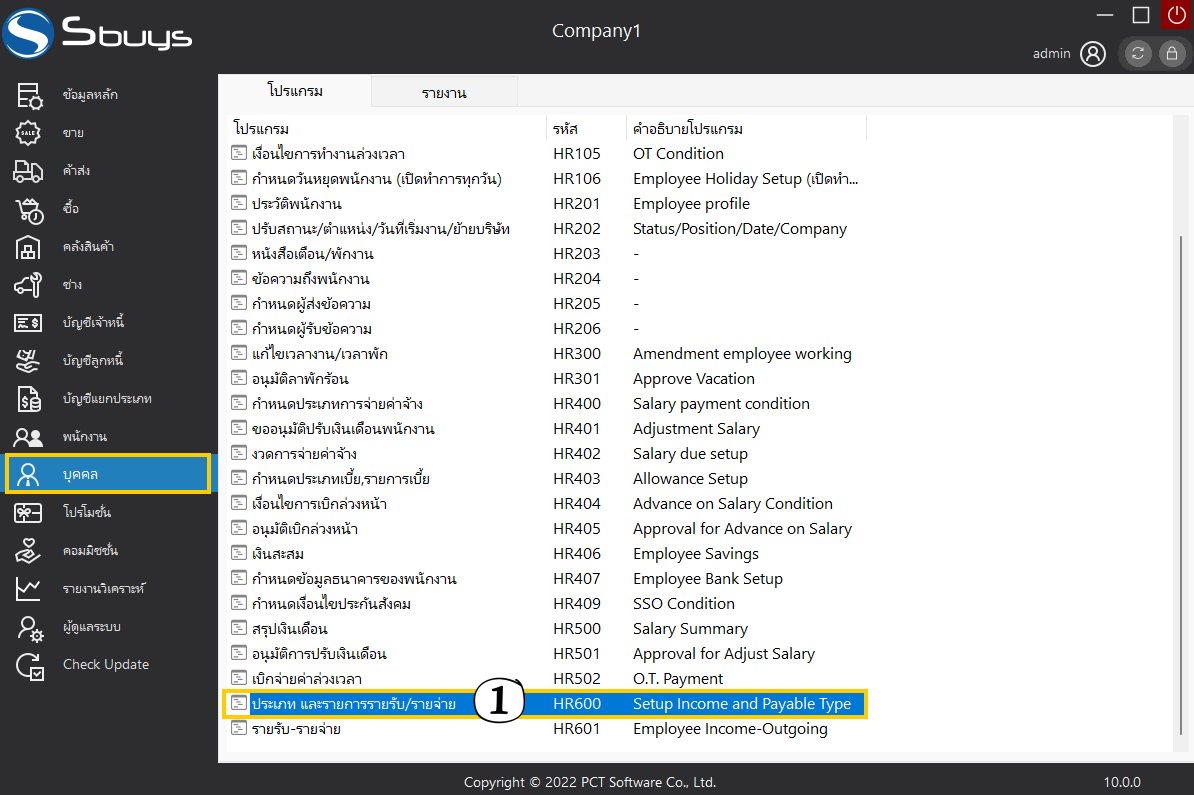 Sbuys
Company1
admin
ข้อมูลหลัก
ขาย
ค้าส่ง
ซื้อ
คลังสินค้า
ช่าง
บัญชีเจ้าหนี้
บัญชีลูกหนี้
บัญชีแยกประเภท
พนักงาน
บุคคล
โปรโมชั่น
คอมมิชชั่น
รายงานวิเคราะห์
ผู้ดูแลระบบ
Check Update
โปรแกรม รายงาน
โปรแกรม รหัส คำอธิบายโปรแกรม
เงื่อนไขการทำงานล่วงเวลา HR105 OT Condition
กำหนดวันหยุดพนักงาน (เปิดทำการทุกวัน) HR106 Employee Holiday Setup (เปิดทำ...
ประวัติพนักงาน HR201 Employee profile
ปรับสถานะ/ตำแหน่ง/วันที่เริ่มงาน/ย้ายบริษัท HR202 Status/Position/Date/Company
หนังสือเตือน/พักงาน HR203 -
ข้อความถึงพนักงาน HR204 -
กำหนดผู้ส่งข้อความ HR205 -
กำหนดผู้รับข้อความ HR206 -
แก้ไขเวลางาน/เวลาพัก HR300 Amendment employee working
อนุมัติลาพักร้อน HR301 Approve Vacation
กำหนดประเภทการจ่ายค่าจ้าง HR400 Salary payment condition
ขออนุมัติปรับเงินเดือนพนักงาน HR401 Adjustment Salary
งวดการจ่ายค่าจ้าง HR402 Salary due setup
กำหนดประเภทเบี้ย,รายการเบี้ย HR403 Allowance Setup
เงื่อนไขการเบิกล่วงหน้า HR404 Advance on Salary Condition
อนุมัติเบิกล่วงหน้า HR405 Approval for Advance on Salary
เงินสะสม HR406 Employee Savings
กำหนดข้อมูลธนาคารของพนักงาน HR407 Employee Bank Setup
กำหนดเงื่อนไขประกันสังคม HR409 SSO Condition
สรุปเงินเดือน HR500 Salary Summary
อนุมัติการปรับเงินเดือน HR501 Approval for Adjust Salary
เบิกจ่ายค่าล่วงเวลา HR502 O.T. Payment
ประเภท และรายการรายรับ/รายจ่าย 1 HR600 Setup Income and Payable Type
รายรับ-รายจ่าย HR601 Employee Income-Outgoing
Copyright © 2022 PCT Software Co., Ltd. 10.0.0